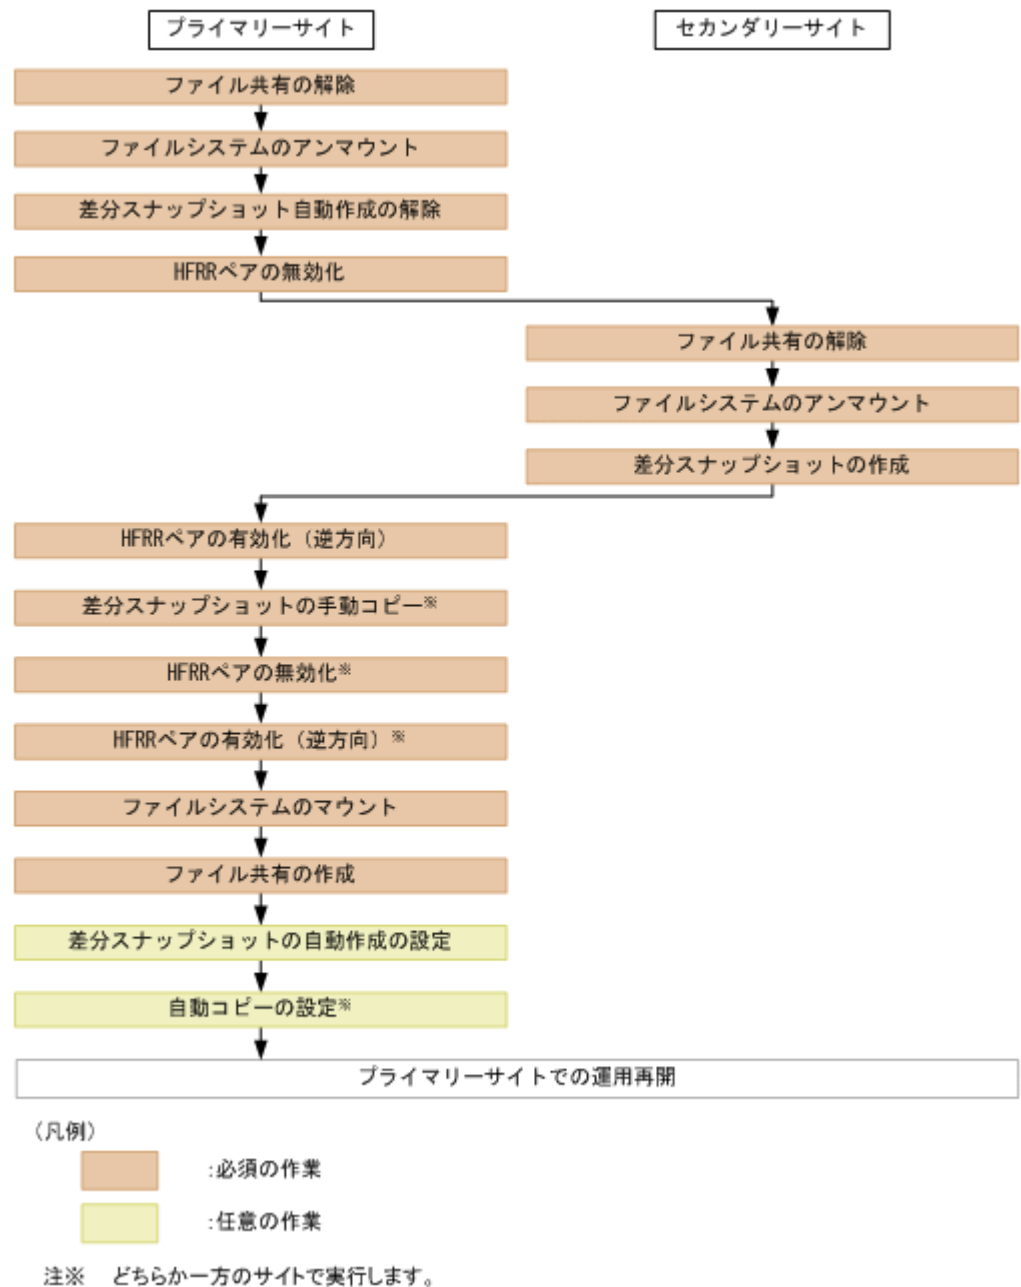 プライマリーサイト
セカンダリーサイト
ファイル共有の解除
ファイルシステムのアンマウント
差分スナップショット自動作成の解除
HFRRペアの無効化
ファイル共有の解除
ファイルシステムのアンマウント
差分スナップショットの作成
HFRRペアの有効化（逆方向）
差分スナップショットの手動コピー※
HFRRペアの無効化※
HFRRペアの有効化（逆方向）※
ファイルシステムのマウント
ファイル共有の作成
差分スナップショットの自動作成の設定
自動コピーの設定※
プライマリーサイトでの運用再開
（凡例）
:必須の作業
:任意の作業
注※　どちらか一方のサイトで実行します。